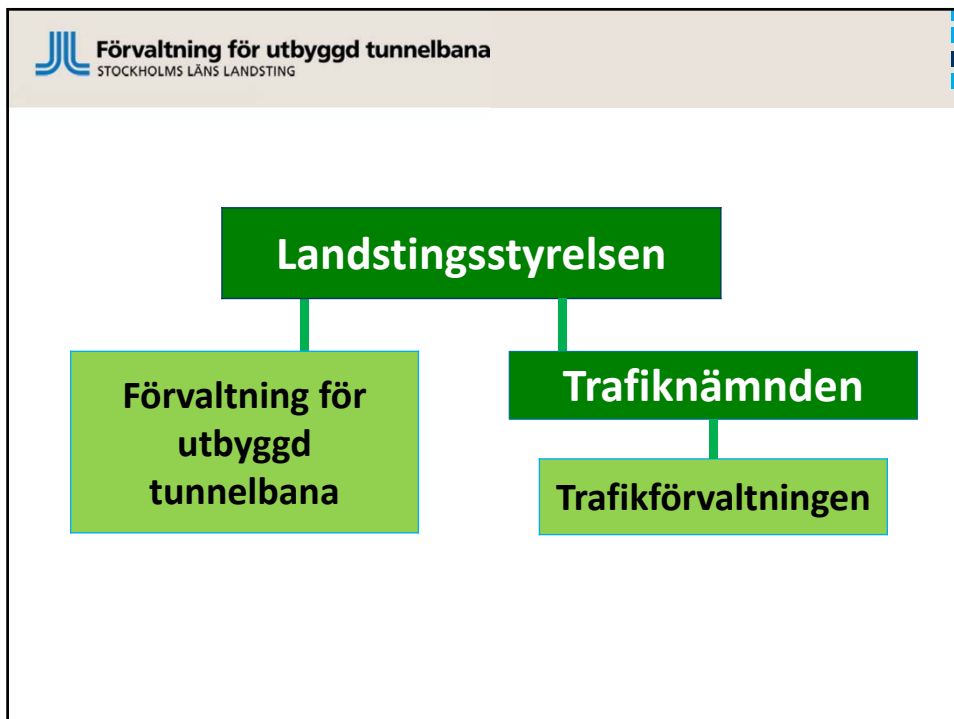 Förvaltning för utbyggd tunnelbana
STOCKHOLMS LÄNS LANDSTING
Landstingsstyrelsen
Förvaltning för
utbyggd
tunnelbana
Trafiknämnden
Trafikförvaltningen